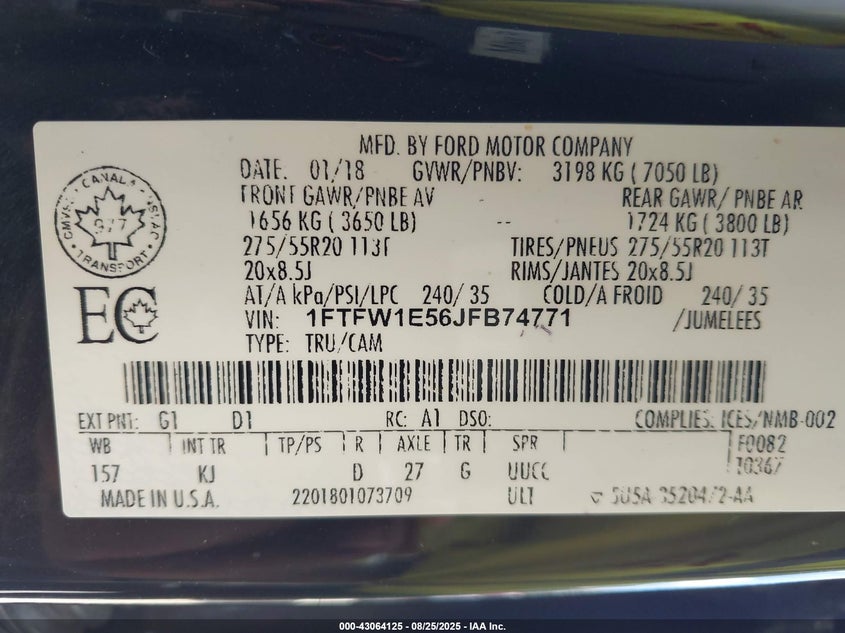 MFD. BY FORD MOTOR COMPANY
DATE: 01/18 GVWR/PNBV: 3198 KG ( 7050 LB)
FRONT GAWR/PNBE AV REAR GAWR/ PNBE AR
1656 KG ( 3650 LB) -- 1724 KG ( 3800 LB)
275/55R20 113T TIRES/PNEUS 275/55R20 113T
20x8.5J RIMS/JANTES 20x8.5J
AT/A kPa/PSI/LPC 240/ 35 COLD/A FROID 240/ 35
VIN: 1FTFW1E56JFB74771 /JUMELEES
TYPE: TRU/CAM
CANADA
TRANSPORT
EC
EXT PNT: G1 D1 RC: A1 DSO: COMPLIES: ICES/NMB-002
WB INT TR TP/PS R AXLE TR SPR F0082
157 KJ D 27 G UUCC T0367
MADE IN U.S.A. 2201801073709 ULT
000-43064125 - 08/25/2025 - IAA Inc.